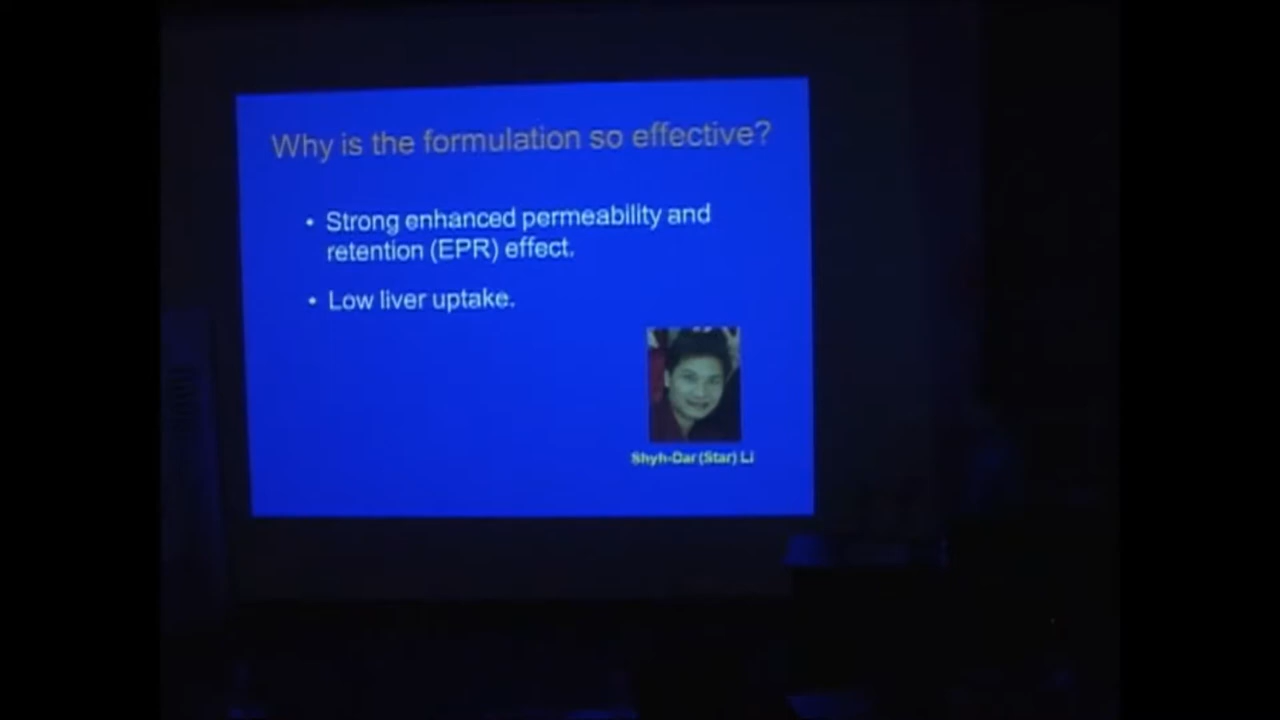 Why is the formulation so effective?
• Strong enhanced permeability and
retention (EPR) effect.
• Low liver uptake.
Shyh-Dar (Star) Li